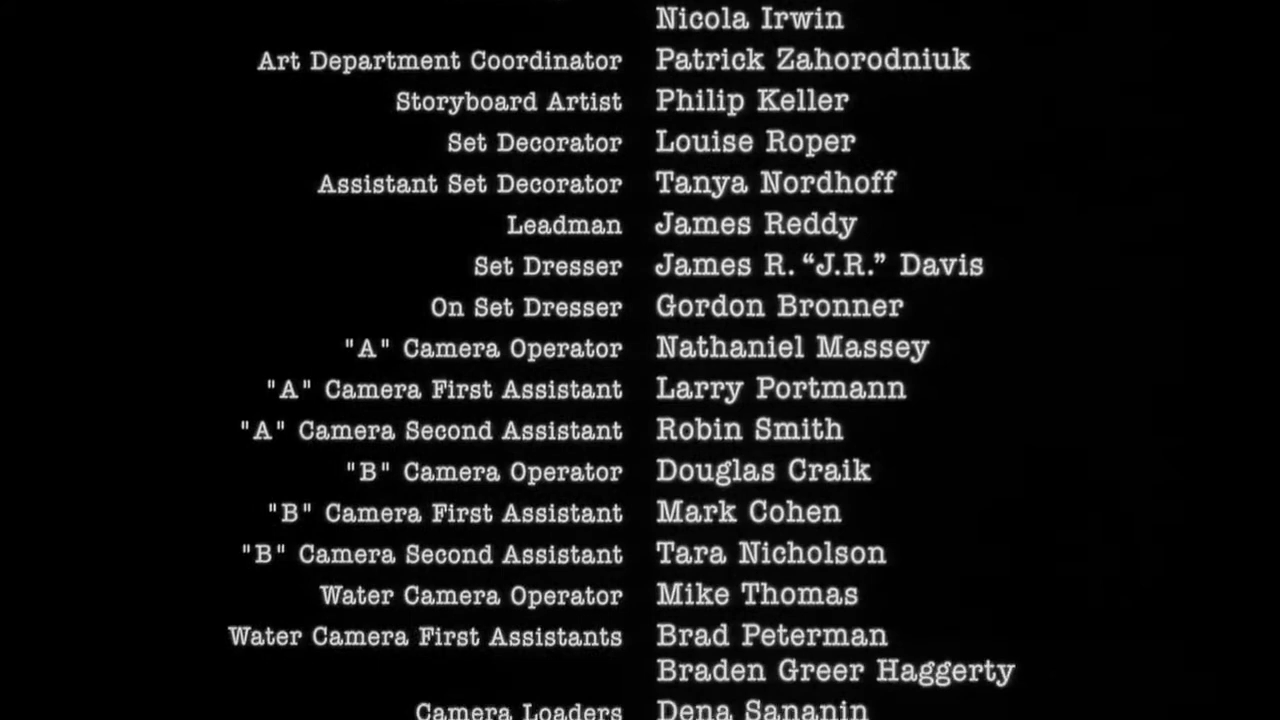 Nicola Irwin
Art Department Coordinator Patrick Zahorodniuk
Storyboard Artist Philip Keller
Set Decorator Louise Roper
Assistant Set Decorator Tanya Nordhoff
Leadman James Reddy
Set Dresser James R. “J.R.” Davis
On Set Dresser Gordon Bronner
"A" Camera Operator Nathaniel Massey
"A" Camera First Assistant Larry Portmann
"A" Camera Second Assistant Robin Smith
"B" Camera Operator Douglas Craik
"B" Camera First Assistant Mark Cohen
"B" Camera Second Assistant Tara Nicholson
Water Camera Operator Mike Thomas
Water Camera First Assistants Brad Peterman
Braden Greer Haggerty
Camera Loaders Dena Sananin